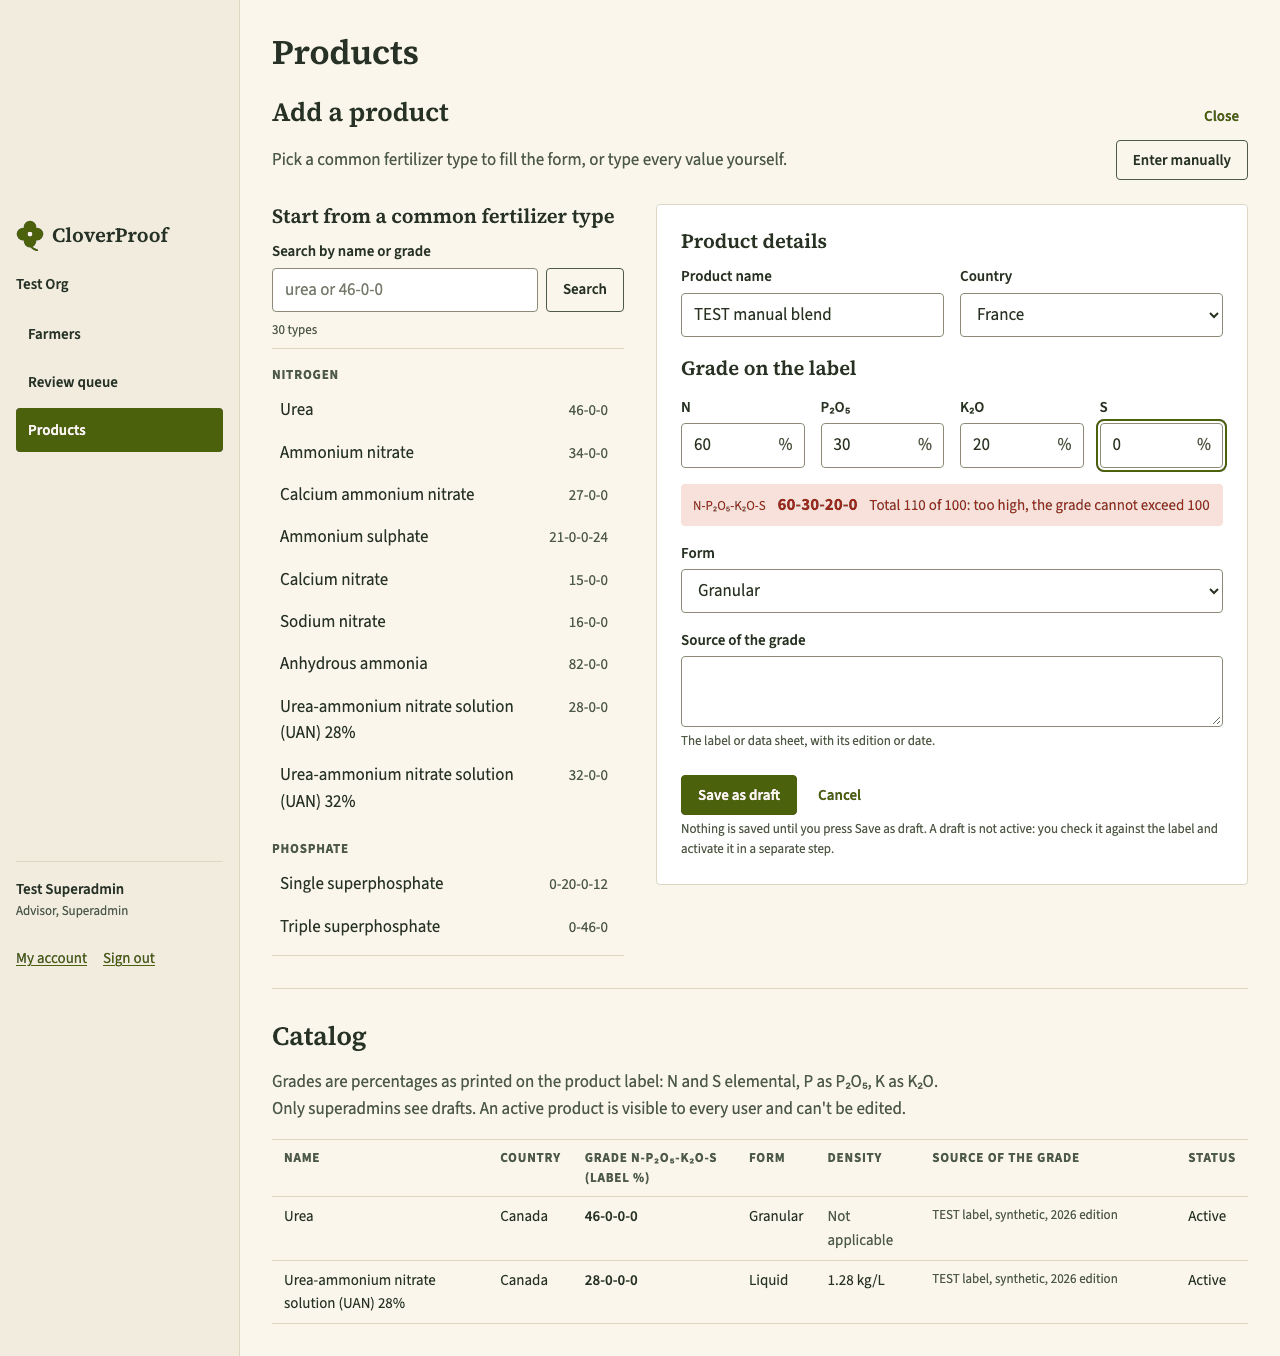 CloverProof
Test Org
Farmers
Review queue
Products
Test Superadmin
Advisor, Superadmin
My account Sign out
Products
Add a product
Close
Pick a common fertilizer type to fill the form, or type every value yourself.
Enter manually
Start from a common fertilizer type
Search by name or grade
urea or 46-0-0
Search
30 types
NITROGEN
Urea 46-0-0
Ammonium nitrate 34-0-0
Calcium ammonium nitrate 27-0-0
Ammonium sulphate 21-0-0-24
Calcium nitrate 15-0-0
Sodium nitrate 16-0-0
Anhydrous ammonia 82-0-0
Urea-ammonium nitrate solution 28-0-0
(UAN) 28%
Urea-ammonium nitrate solution 32-0-0
(UAN) 32%
PHOSPHATE
Single superphosphate 0-20-0-12
Triple superphosphate 0-46-0
Product details
Product name Country
TEST manual blend France
Grade on the label
N P₂O₅ K₂O S
60 % 30 % 20 % 0 %
N-P₂O₅-K₂O-S 60-30-20-0 Total 110 of 100: too high, the grade cannot exceed 100
Form
Granular
Source of the grade
The label or data sheet, with its edition or date.
Save as draft Cancel
Nothing is saved until you press Save as draft. A draft is not active: you check it against the label and
activate it in a separate step.
Catalog
Grades are percentages as printed on the product label: N and S elemental, P as P₂O₅, K as K₂O.
Only superadmins see drafts. An active product is visible to every user and can't be edited.
NAME COUNTRY GRADE N-P₂O₅-K₂O-S FORM DENSITY SOURCE OF THE GRADE STATUS
(LABEL %)
Urea Canada 46-0-0-0 Granular Not TEST label, synthetic, 2026 edition Active
applicable
Urea-ammonium nitrate Canada 28-0-0-0 Liquid 1.28 kg/L TEST label, synthetic, 2026 edition Active
solution (UAN) 28%